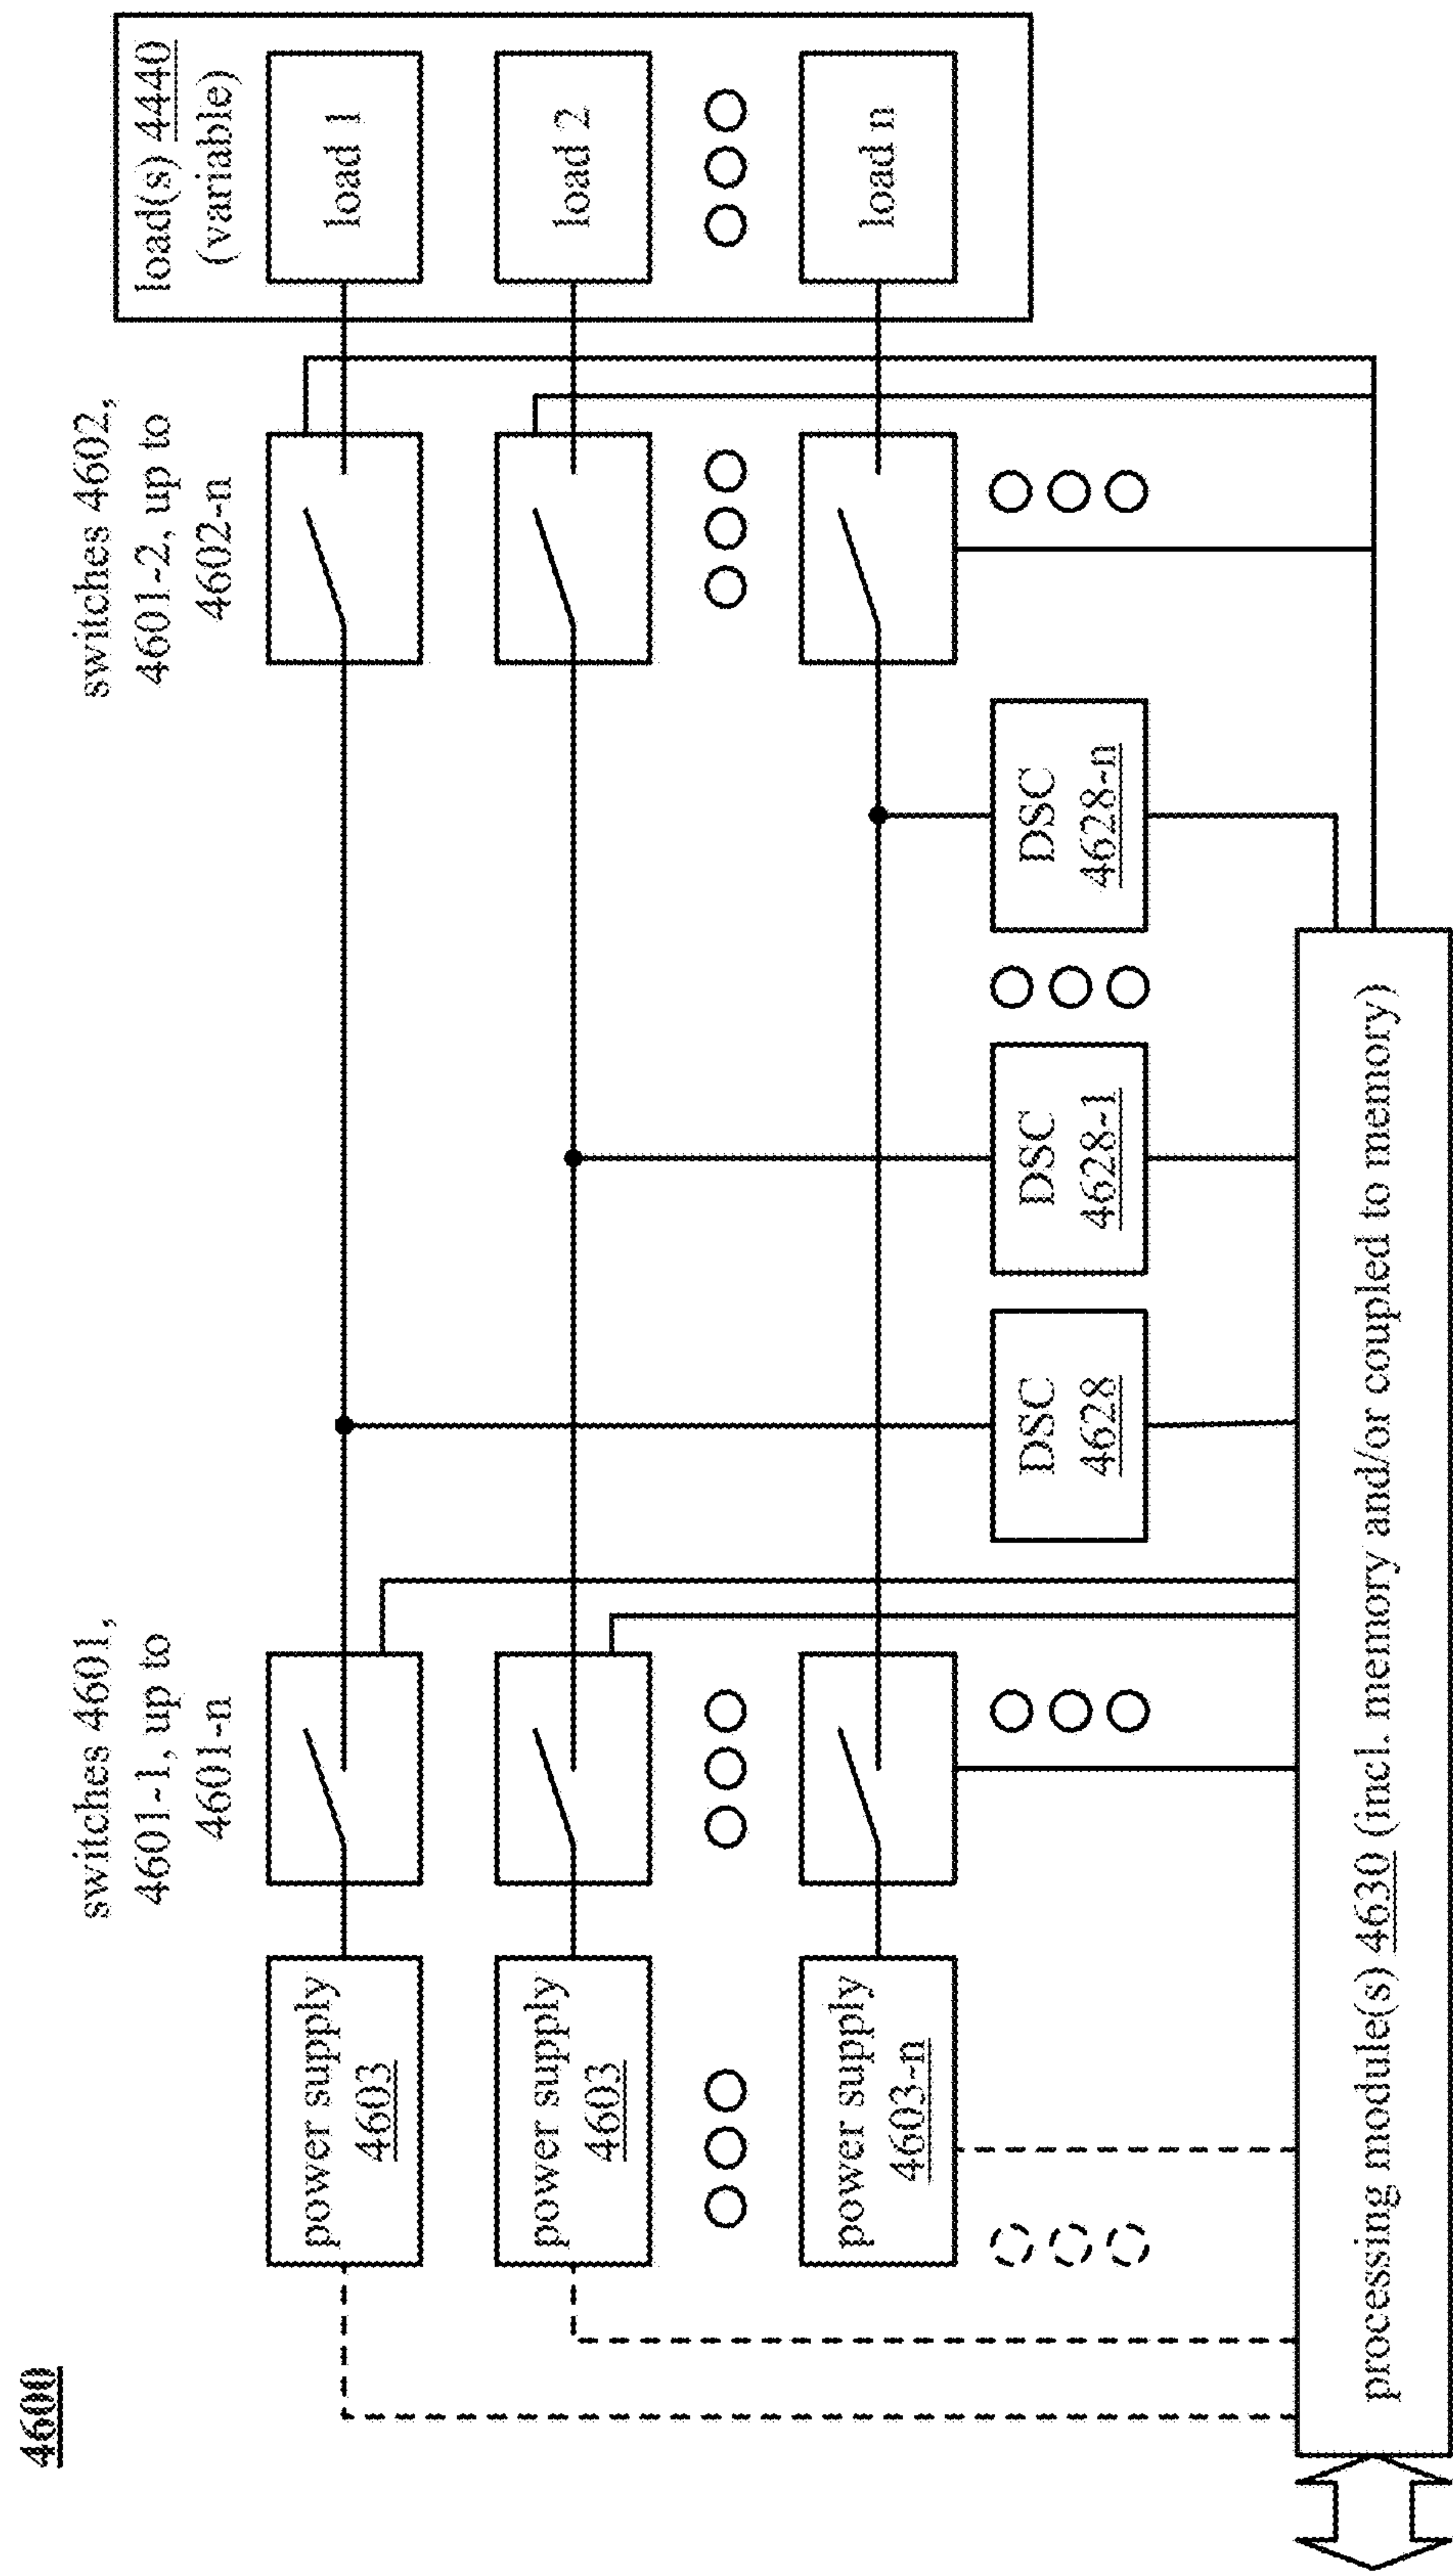 4600
switches 4601,
4601-1, up to
4601-n
switches 4602,
4601-2, up to
4602-n
load(s) 4440
(variable)
power supply
4603
load 1
power supply
4603
load 2
power supply
4603-n
load n
DSC
4628
DSC
4628-1
DSC
4628-n
processing module(s) 4630 (incl. memory and/or coupled to memory)